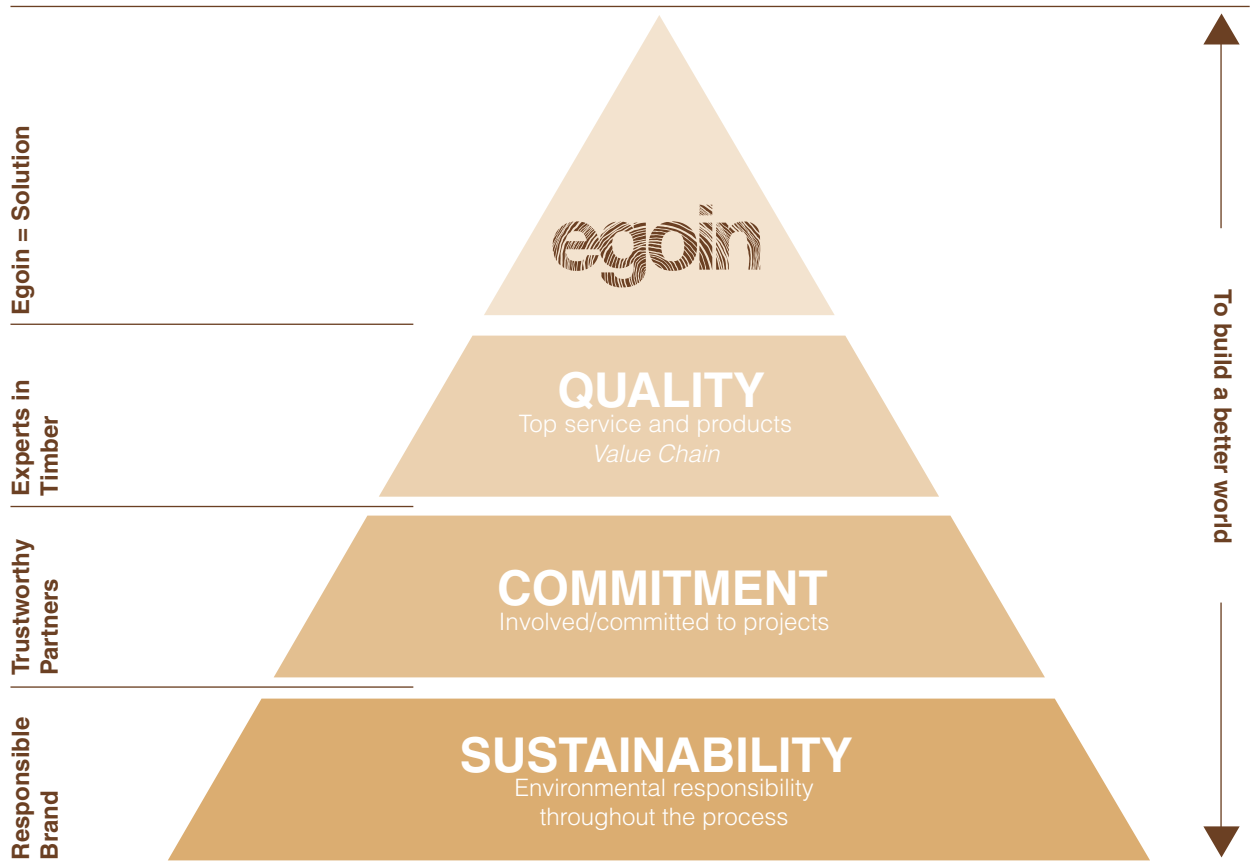 Egoin = Solution
egoin
Experts in
Timber
QUALITY
Top service and products
Value Chain
Trustworthy
Partners
COMMITMENT
Involved/committed to projects
Responsible
Brand
SUSTAINABILITY
Environmental responsibility
throughout the process
To build a better world